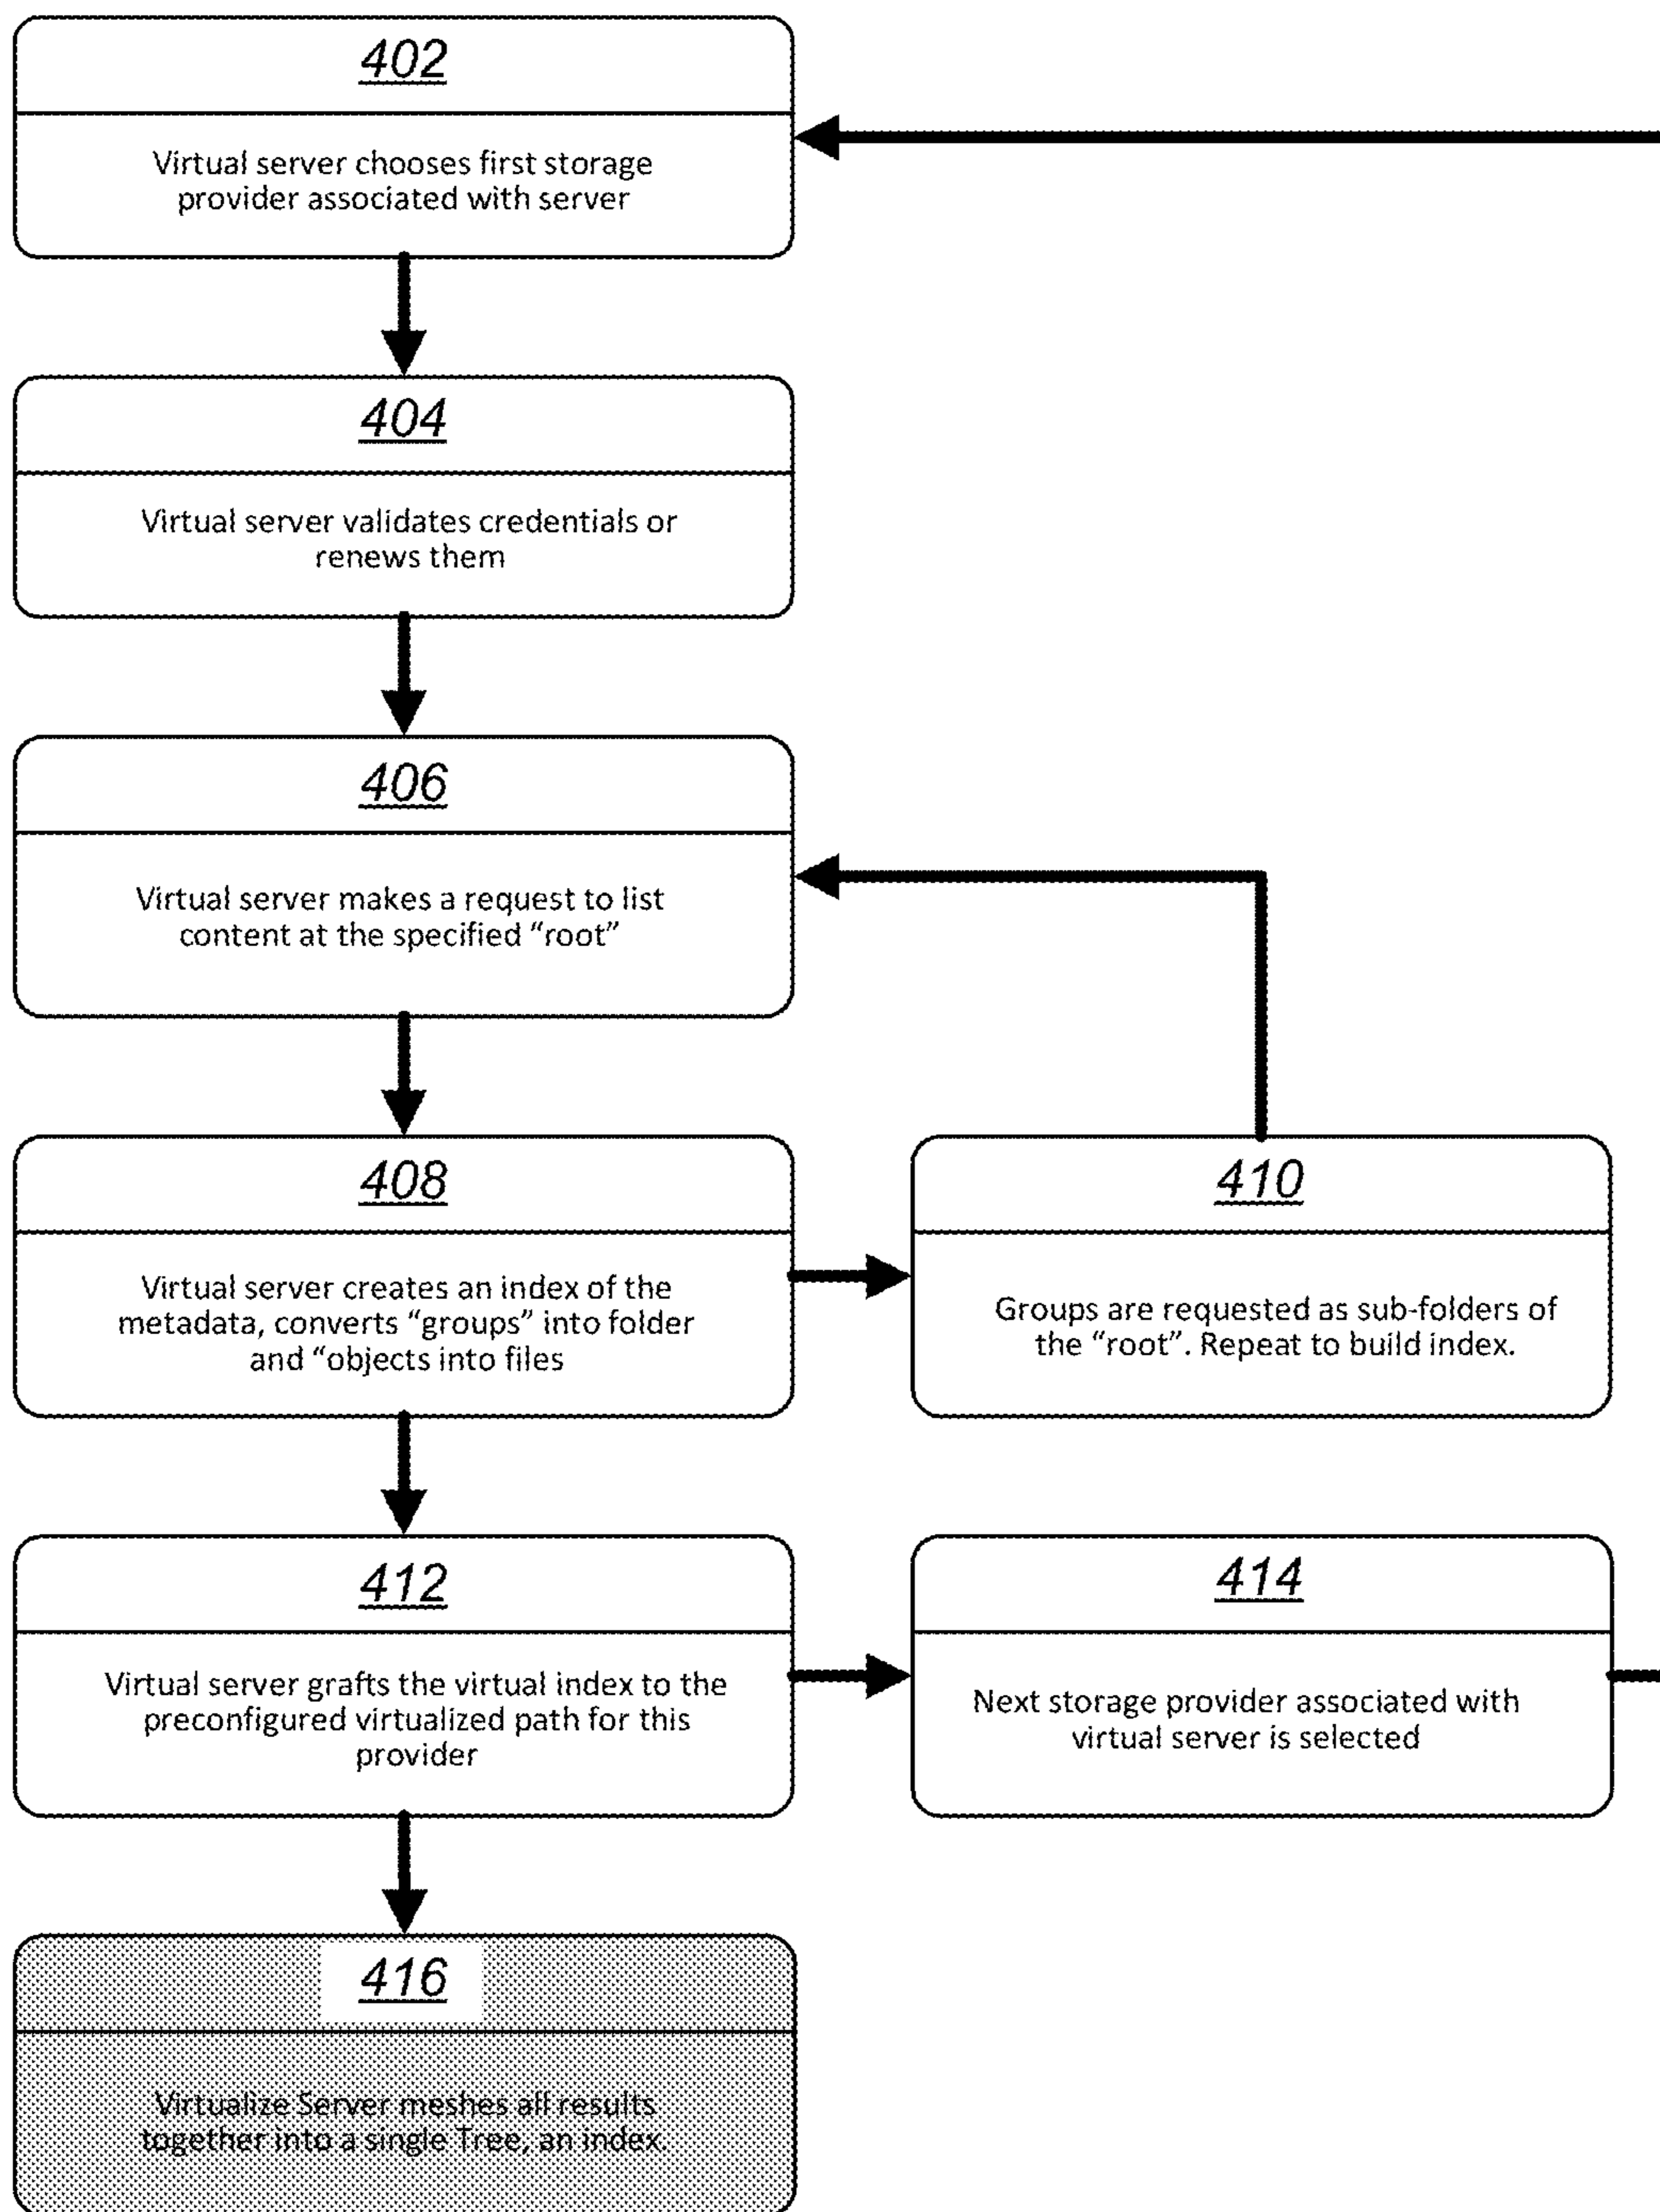 402
Virtual server chooses first storage
provider associated with server
404
Virtual server validates credentials or
renews them
406
Virtual server makes a request to list
content at the specified “root”
408
Virtual server creates an index of the
metadata, converts “groups” into folder
and “objects into files
410
Groups are requested as sub-folders of
the “root”. Repeat to build index.
412
Virtual server grafts the virtual index to the
preconfigured virtualized path for this
provider
414
Next storage provider associated with
virtual server is selected
416
Virtualize Server meshes all results
together into a single Tree, an index.